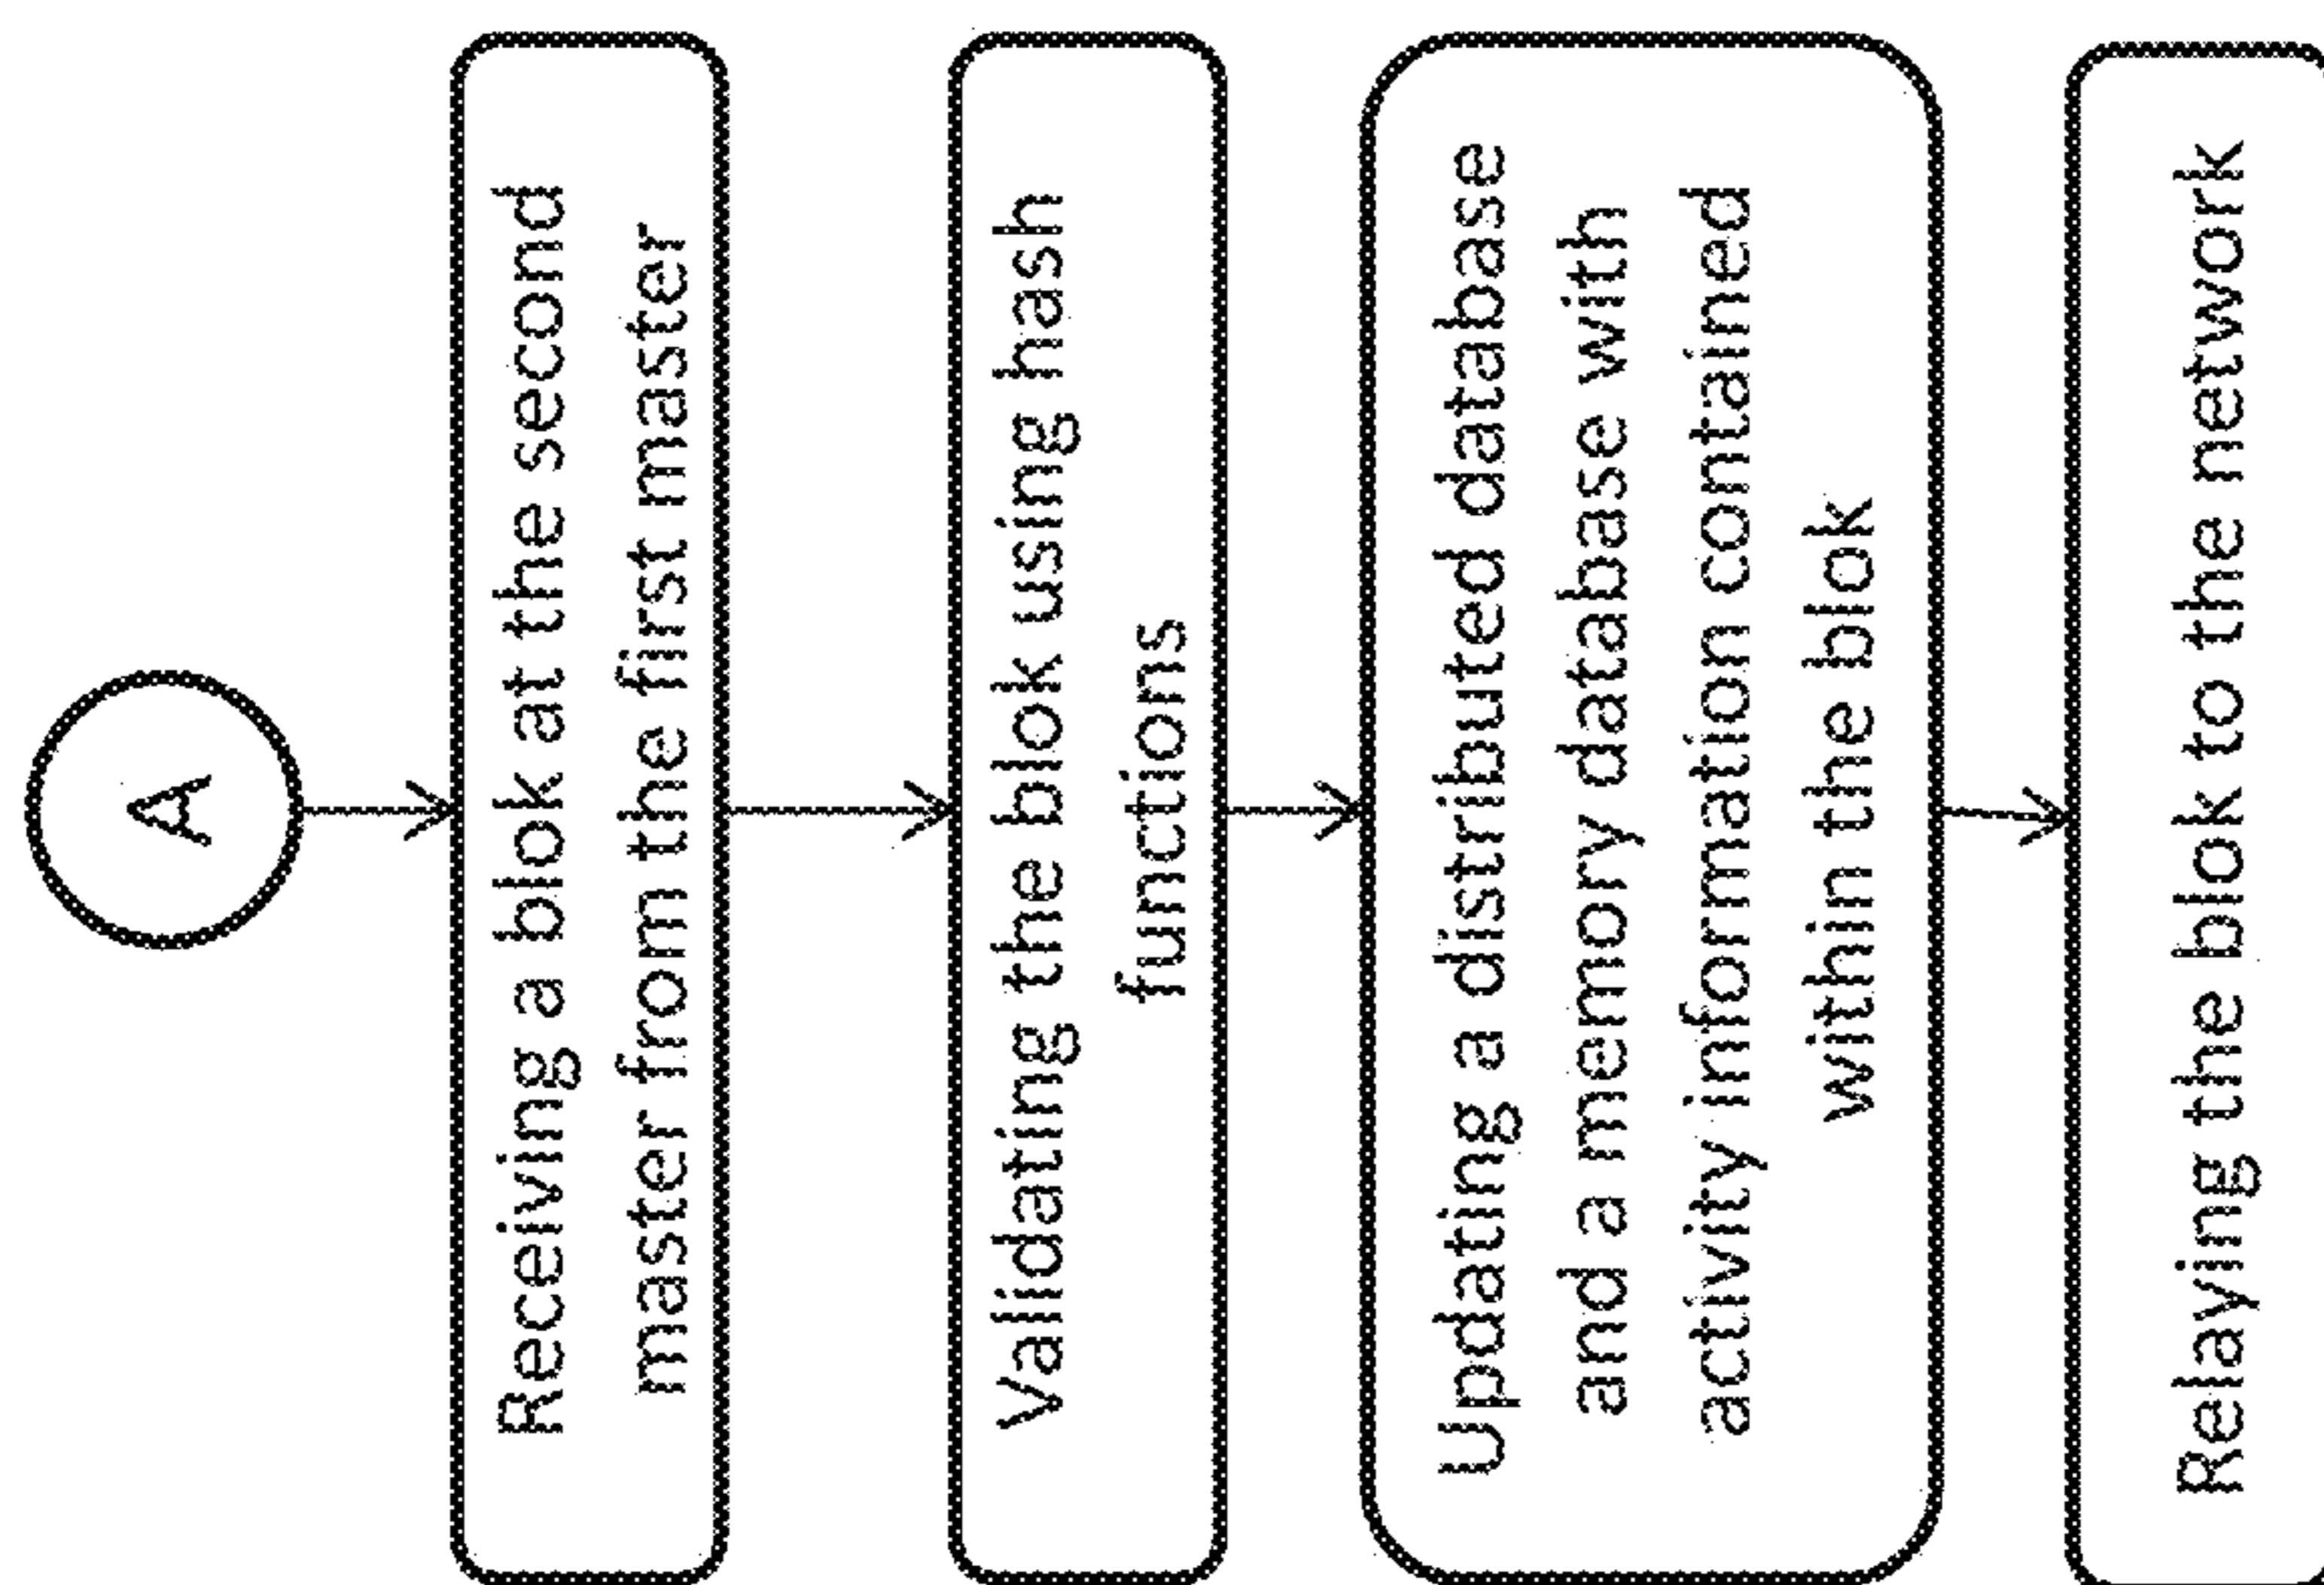 A
Receiving a blok at the second
master from the first master
Validating the blok using hash
functions
Updating a distributed database
and a memory database with
activity information contained
within the blok
Relaying the blok to the network